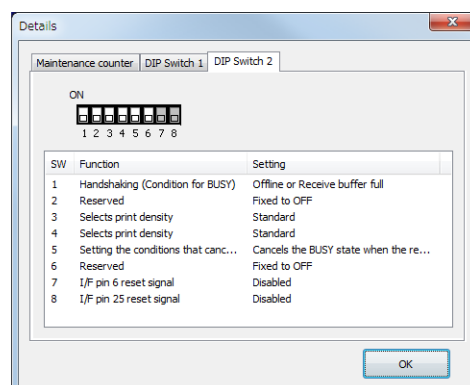 Details
Maintenance counter DIP Switch 1 DIP Switch 2
ON
1 2 3 4 5 6 7 8
SW Function Setting
1 Handshaking (Condition for BUSY) Offline or Receive buffer full
2 Reserved Fixed to OFF
3 Selects print density Standard
4 Selects print density Standard
5 Setting the conditions that canc... Cancels the BUSY state when the re...
6 Reserved Fixed to OFF
7 I/F pin 6 reset signal Disabled
8 I/F pin 25 reset signal Disabled
OK